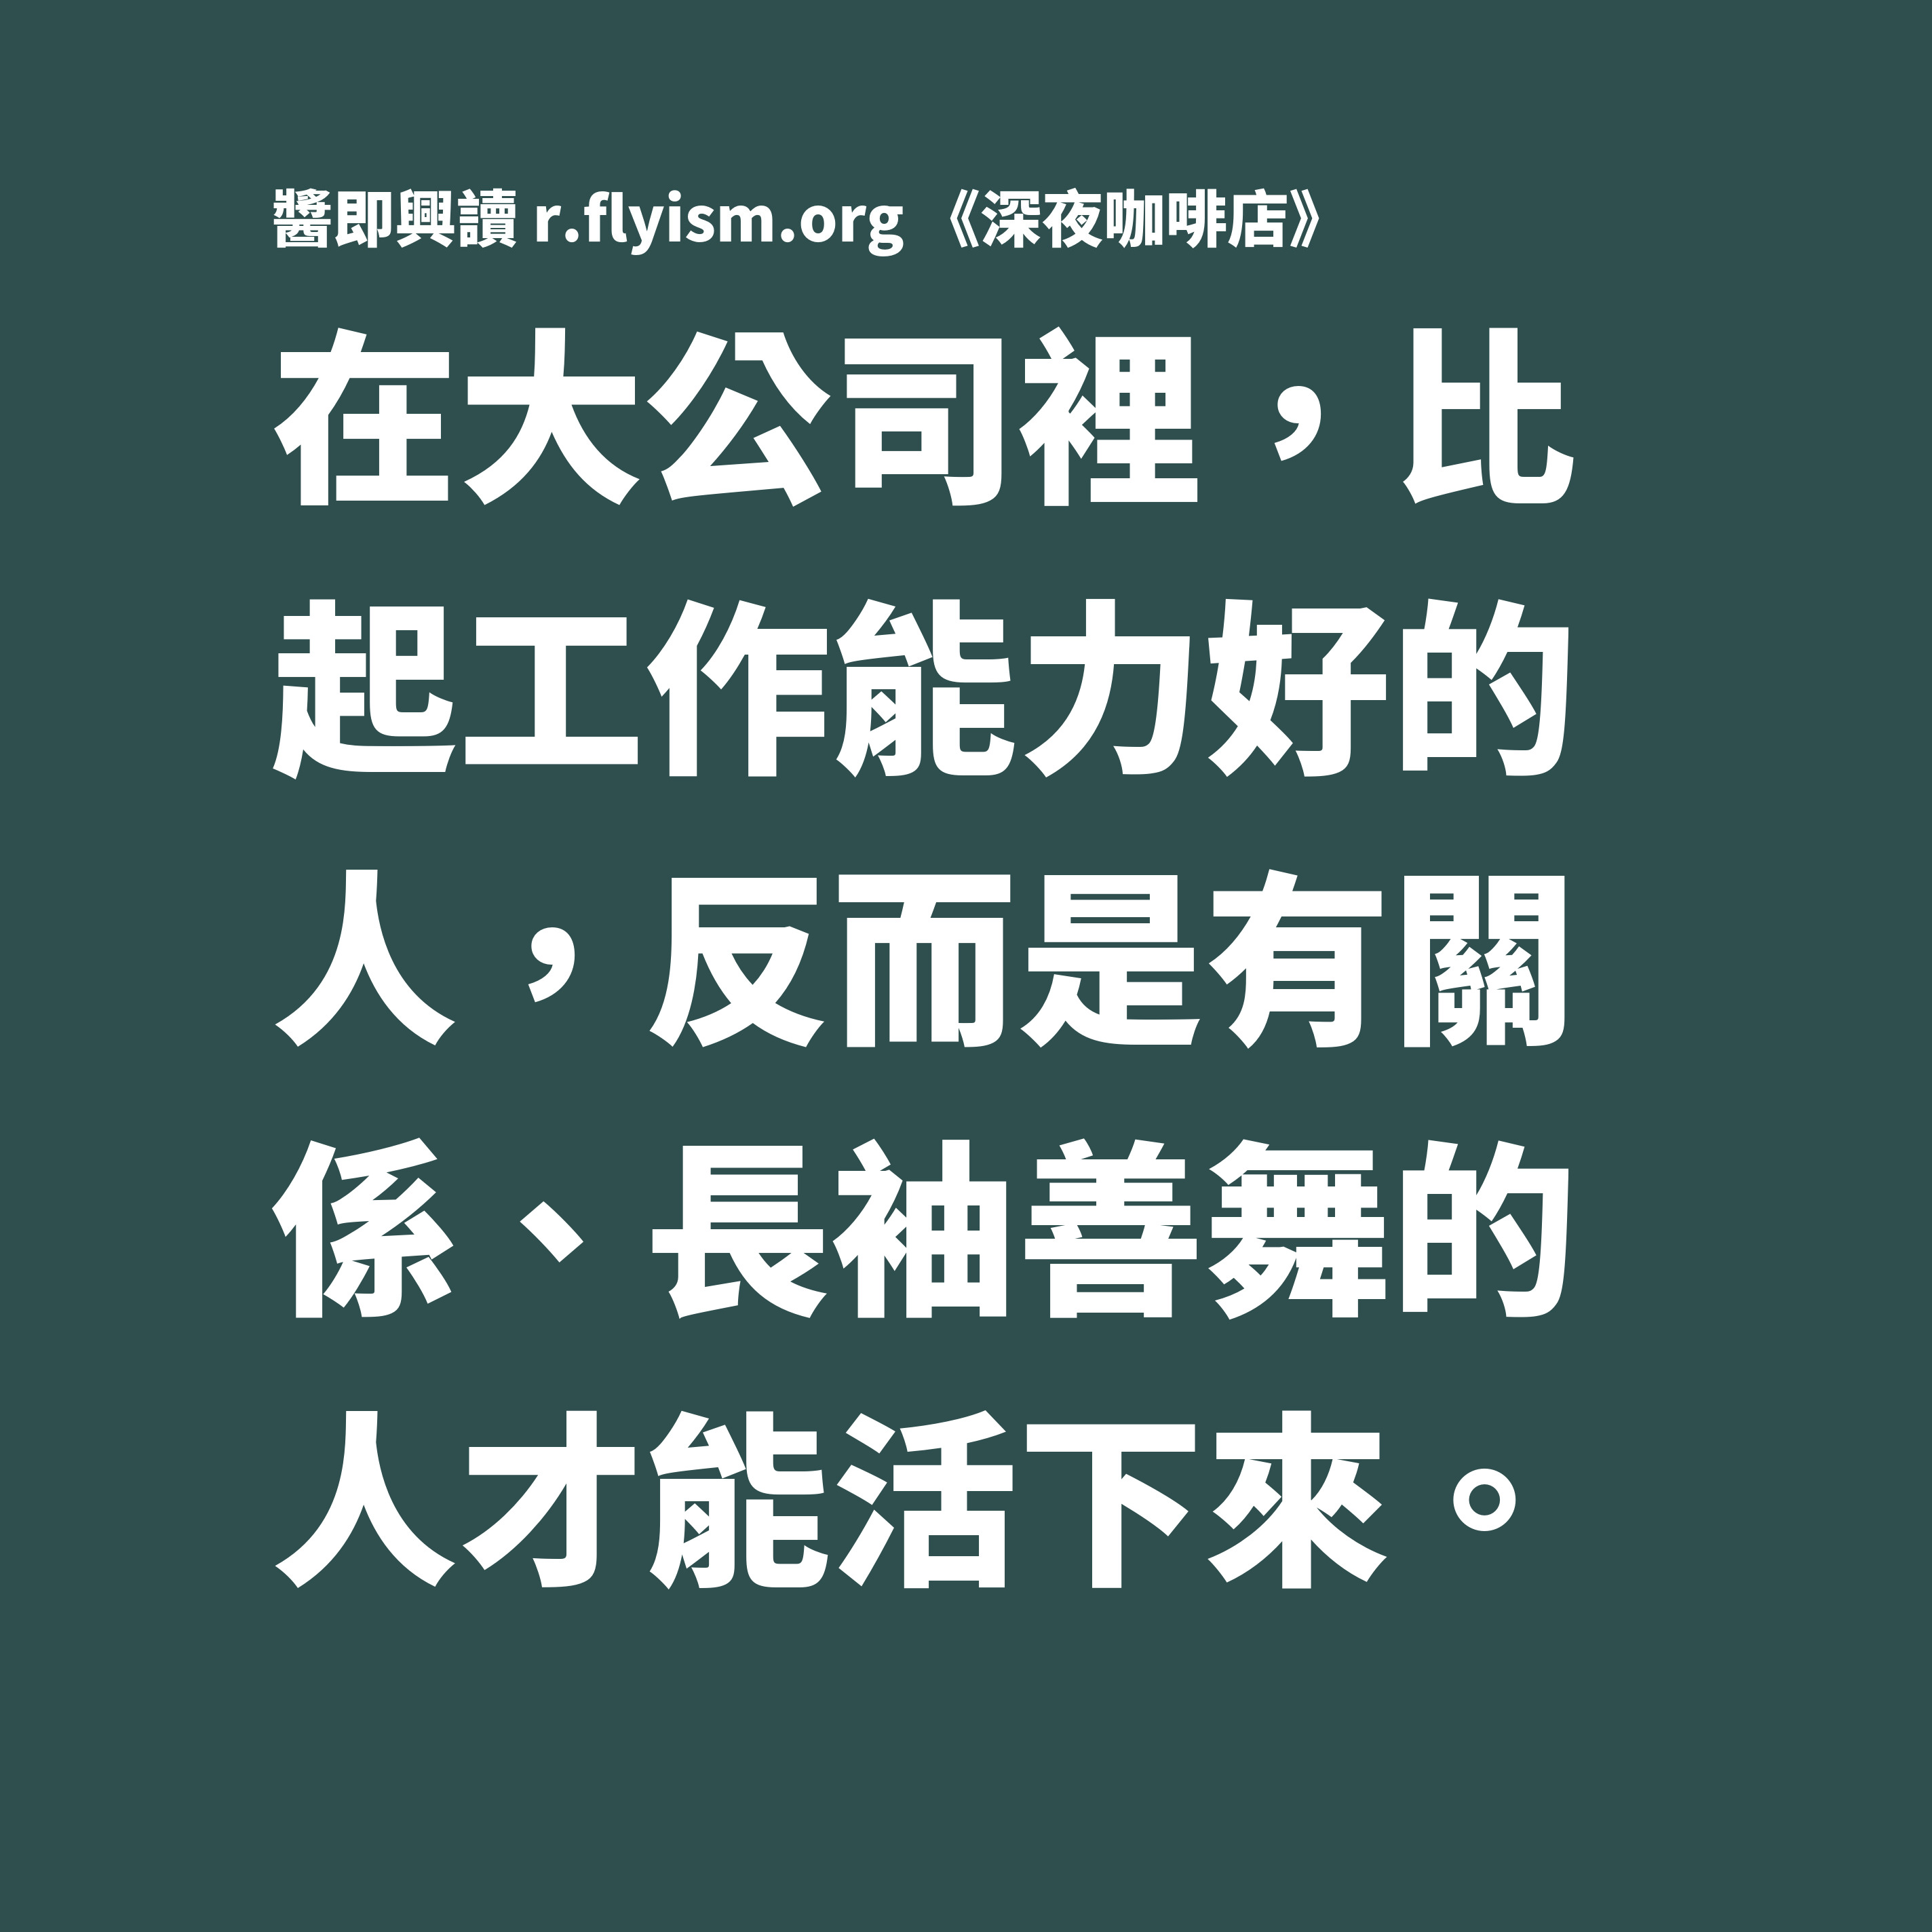 翻即興讀 r.flyism.org 《深夜咖啡店》
在大公司裡，比
起工作能力好的
人，反而是有關
係、長袖善舞的
人才能活下來。